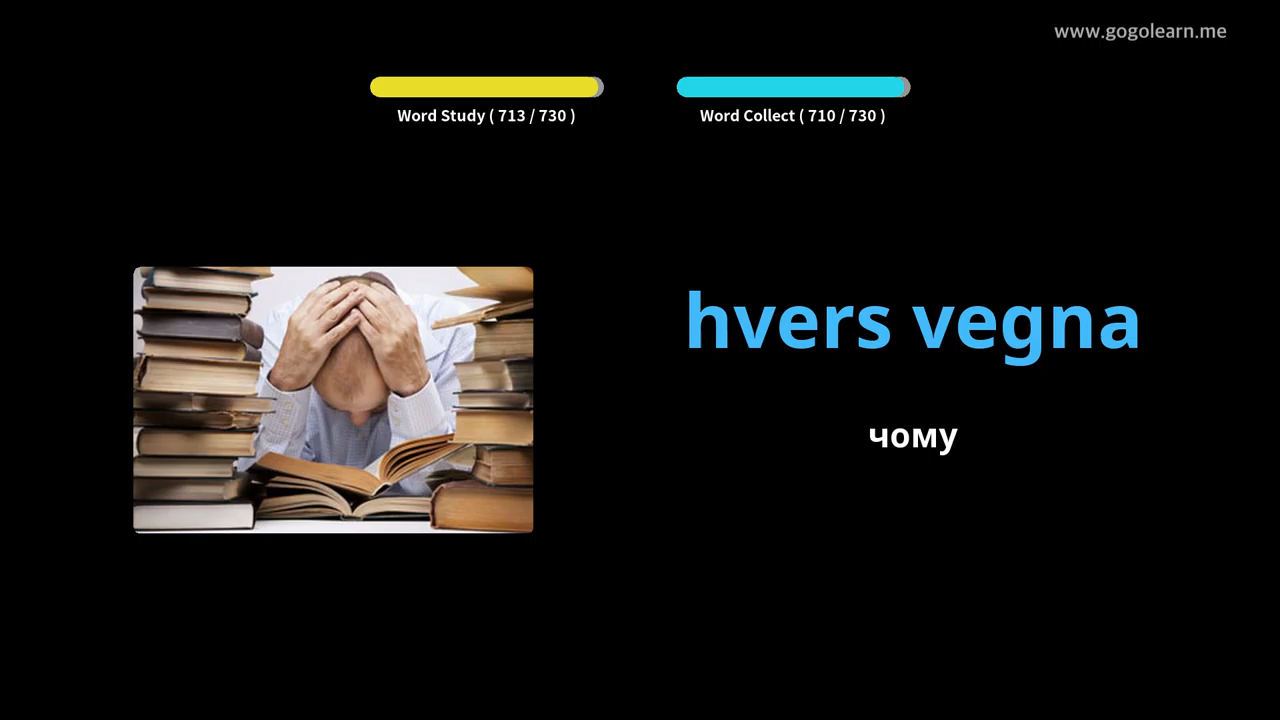 www.gogolearn.me
Word Study ( 713 / 730 )
Word Collect ( 710 / 730 )
hvers vegna
чому